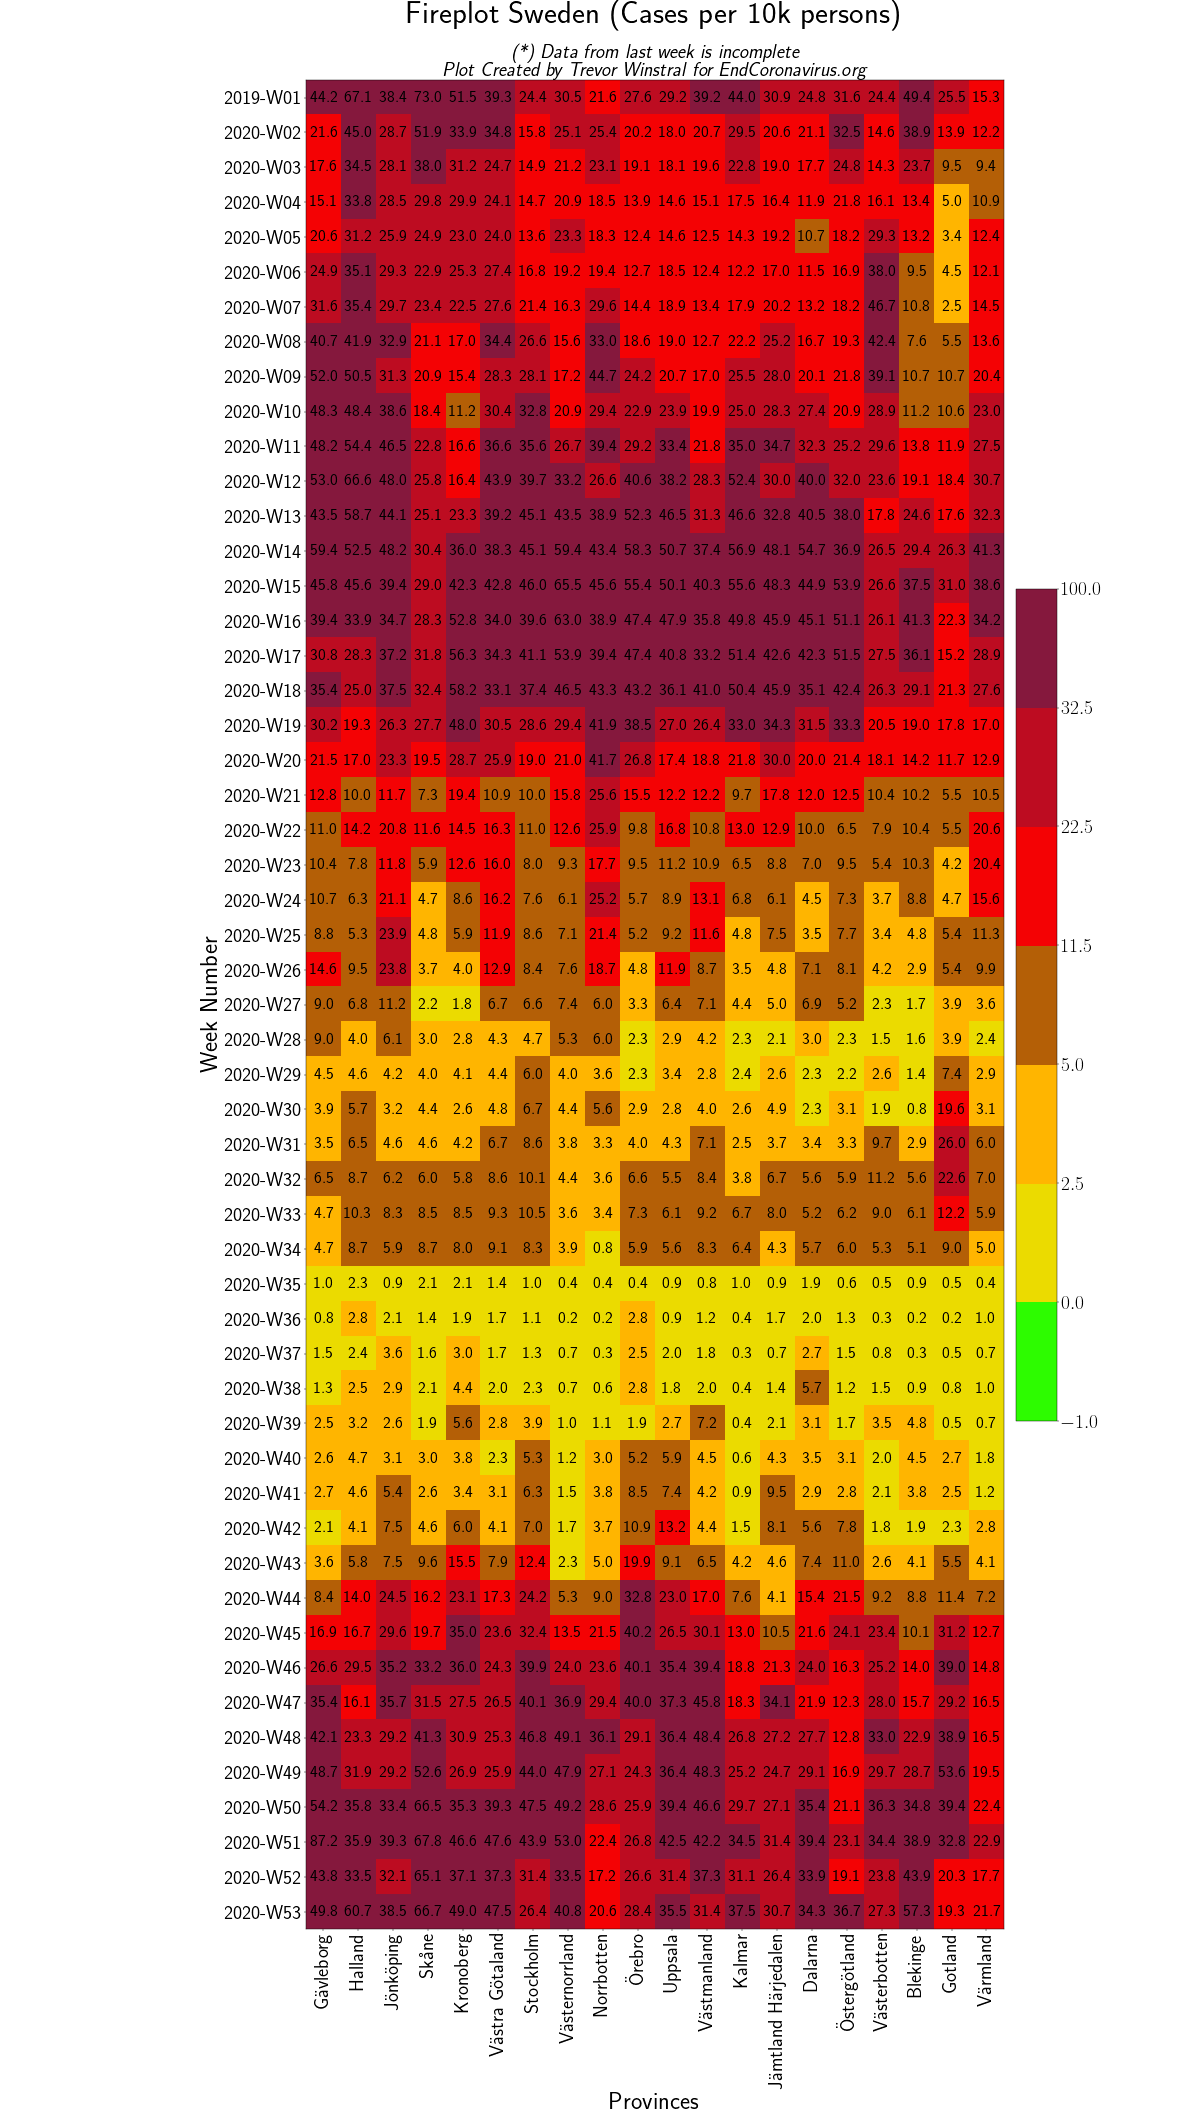 Fireplot Sweden (Cases per 10k persons)
(*) Data from last week is incomplete
Plot Created by Trevor Winstral for EndCoronavirus.org
2019-W01 44.2 67.1 38.4 73.0 51.5 39.3 24.4 30.5 21.6 27.6 29.2 39.2 44.0 30.9 24.8 31.6 24.4 49.4 25.5 15.3
2020-W02 21.6 45.0 28.7 51.9 33.9 34.8 15.8 25.1 25.4 20.2 18.0 20.7 29.5 20.6 21.1 32.5 14.6 38.9 13.9 12.2
2020-W03 17.6 34.5 28.1 38.0 31.2 24.7 14.9 21.2 23.1 19.1 18.1 19.6 22.8 19.0 17.7 24.8 14.3 23.7 9.5 9.4
2020-W04 15.1 33.8 28.5 29.8 29.9 24.1 14.7 20.9 18.5 13.9 14.6 15.1 17.5 16.4 11.9 21.8 16.1 13.4 5.0 10.9
2020-W05 20.6 31.2 25.9 24.9 23.0 24.0 13.6 23.3 18.3 12.4 14.6 12.5 14.3 19.2 10.7 18.2 29.3 13.2 3.4 12.4
2020-W06 24.9 35.1 29.3 22.9 25.3 27.4 16.8 19.2 19.4 12.7 18.5 12.4 12.2 17.0 11.5 16.9 38.0 9.5 4.5 12.1
2020-W07 31.6 35.4 29.7 23.4 22.5 27.6 21.4 16.3 29.6 14.4 18.9 13.4 17.9 20.2 13.2 18.2 46.7 10.8 2.5 14.5
2020-W08 40.7 41.9 32.9 21.1 17.0 34.4 26.6 15.6 33.0 18.6 19.0 12.7 22.2 25.2 16.7 19.3 42.4 7.6 5.5 13.6
2020-W09 52.0 50.5 31.3 20.9 15.4 28.3 28.1 17.2 44.7 24.2 20.7 17.0 25.5 28.0 20.1 21.8 39.1 10.7 10.7 20.4
2020-W10 48.3 48.4 38.6 18.4 11.2 30.4 32.8 20.9 29.4 22.9 23.9 19.9 25.0 28.3 27.4 20.9 28.9 11.2 10.6 23.0
2020-W11 48.2 54.4 46.5 22.8 16.6 36.6 35.6 26.7 39.4 29.2 33.4 21.8 35.0 34.7 32.3 25.2 29.6 13.8 11.9 27.5
2020-W12 53.0 66.6 48.0 25.8 16.4 43.9 39.7 33.2 26.6 40.6 38.2 28.3 52.4 30.0 40.0 32.0 23.6 19.1 18.4 30.7
2020-W13 43.5 58.7 44.1 25.1 23.3 39.2 45.1 43.5 38.9 52.3 46.5 31.3 46.6 32.8 40.5 38.0 17.8 24.6 17.6 32.3
2020-W14 59.4 52.5 48.2 30.4 36.0 38.3 45.1 59.4 43.4 58.3 50.7 37.4 56.9 48.1 54.7 36.9 26.5 29.4 26.3 41.3
2020-W15 45.8 45.6 39.4 29.0 42.3 42.8 46.0 65.5 45.6 55.4 50.1 40.3 55.6 48.3 44.9 53.9 26.6 37.5 31.0 38.6
2020-W16 39.4 33.9 34.7 28.3 52.8 34.0 39.6 63.0 38.9 47.4 47.9 35.8 49.8 45.9 45.1 51.1 26.1 41.3 22.3 34.2
2020-W17 30.8 28.3 37.2 31.8 56.3 34.3 41.1 53.9 39.4 47.4 40.8 33.2 51.4 42.6 42.3 51.5 27.5 36.1 15.2 28.9
2020-W18 35.4 25.0 37.5 32.4 58.2 33.1 37.4 46.5 43.3 43.2 36.1 41.0 50.4 45.9 35.1 42.4 26.3 29.1 21.3 27.6
2020-W19 30.2 19.3 26.3 27.7 48.0 30.5 28.6 29.4 41.9 38.5 27.0 26.4 33.0 34.3 31.5 33.3 20.5 19.0 17.8 17.0
2020-W20 21.5 17.0 23.3 19.5 28.7 25.9 19.0 21.0 41.7 26.8 17.4 18.8 21.8 30.0 20.0 21.4 18.1 14.2 11.7 12.9
2020-W21 12.8 10.0 11.7 7.3 19.4 10.9 10.0 15.8 25.6 15.5 12.2 12.2 9.7 17.8 12.0 12.5 10.4 10.2 5.5 10.5
2020-W22 11.0 14.2 20.8 11.6 14.5 16.3 11.0 12.6 25.9 9.8 16.8 10.8 13.0 12.9 10.0 6.5 7.9 10.4 5.5 20.6
2020-W23 10.4 7.8 11.8 5.9 12.6 16.0 8.0 9.3 17.7 9.5 11.2 10.9 6.5 8.8 7.0 9.5 5.4 10.3 4.2 20.4
2020-W24 10.7 6.3 21.1 4.7 8.6 16.2 7.6 6.1 25.2 5.7 8.9 13.1 6.8 6.1 4.5 7.3 3.7 8.8 4.7 15.6
2020-W25 8.8 5.3 23.9 4.8 5.9 11.9 8.6 7.1 21.4 5.2 9.2 11.6 4.8 7.5 3.5 7.7 3.4 4.8 5.4 11.3
2020-W26 14.6 9.5 23.8 3.7 4.0 12.9 8.4 7.6 18.7 4.8 11.9 8.7 3.5 4.8 7.1 8.1 4.2 2.9 5.4 9.9
2020-W27 9.0 6.8 11.2 2.2 1.8 6.7 6.6 7.4 6.0 3.3 6.4 7.1 4.4 5.0 6.9 5.2 2.3 1.7 3.9 3.6
2020-W28 9.0 4.0 6.1 3.0 2.8 4.3 4.7 5.3 6.0 2.3 2.9 4.2 2.3 2.1 3.0 2.3 1.5 1.6 3.9 2.4
2020-W29 4.5 4.6 4.2 4.0 4.1 4.4 6.0 4.0 3.6 2.3 3.4 2.8 2.4 2.6 2.3 2.2 2.6 1.4 7.4 2.9
2020-W30 3.9 5.7 3.2 4.4 2.6 4.8 6.7 4.4 5.6 2.9 2.8 4.0 2.6 4.9 2.3 3.1 1.9 0.8 19.6 3.1
2020-W31 3.5 6.5 4.6 4.6 4.2 6.7 8.6 3.8 3.3 4.0 4.3 7.1 2.5 3.7 3.4 3.3 9.7 2.9 26.0 6.0
2020-W32 6.5 8.7 6.2 6.0 5.8 8.6 10.1 4.4 3.6 6.6 5.5 8.4 3.8 6.7 5.6 5.9 11.2 5.6 22.6 7.0
2020-W33 4.7 10.3 8.3 8.5 8.5 9.3 10.5 3.6 3.4 7.3 6.1 9.2 6.7 8.0 5.2 6.2 9.0 6.1 12.2 5.9
2020-W34 4.7 8.7 5.9 8.7 8.0 9.1 8.3 3.9 0.8 5.9 5.6 8.3 6.4 4.3 5.7 6.0 5.3 5.1 9.0 5.0
2020-W35 1.0 2.3 0.9 2.1 2.1 1.4 1.0 0.4 0.4 0.4 0.9 0.8 1.0 0.9 1.9 0.6 0.5 0.9 0.5 0.4
2020-W36 0.8 2.8 2.1 1.4 1.9 1.7 1.1 0.2 0.2 2.8 0.9 1.2 0.4 1.7 2.0 1.3 0.3 0.2 0.2 1.0
2020-W37 1.5 2.4 3.6 1.6 3.0 1.7 1.3 0.7 0.3 2.5 2.0 1.8 0.3 0.7 2.7 1.5 0.8 0.3 0.5 0.7
2020-W38 1.3 2.5 2.9 2.1 4.4 2.0 2.3 0.7 0.6 2.8 1.8 2.0 0.4 1.4 5.7 1.2 1.5 0.9 0.8 1.0
2020-W39 2.5 3.2 2.6 1.9 5.6 2.8 3.9 1.0 1.1 1.9 2.7 7.2 0.4 2.1 3.1 1.7 3.5 4.8 0.5 0.7
2020-W40 2.6 4.7 3.1 3.0 3.8 2.3 5.3 1.2 3.0 5.2 5.9 4.5 0.6 4.3 3.5 3.1 2.0 4.5 2.7 1.8
2020-W41 2.7 4.6 5.4 2.6 3.4 3.1 6.3 1.5 3.8 8.5 7.4 4.2 0.9 9.5 2.9 2.8 2.1 3.8 2.5 1.2
2020-W42 2.1 4.1 7.5 4.6 6.0 4.1 7.0 1.7 3.7 10.9 13.2 4.4 1.5 8.1 5.6 7.8 1.8 1.9 2.3 2.8
2020-W43 3.6 5.8 7.5 9.6 15.5 7.9 12.4 2.3 5.0 19.9 9.1 6.5 4.2 4.6 7.4 11.0 2.6 4.1 5.5 4.1
2020-W44 8.4 14.0 24.5 16.2 23.1 17.3 24.2 5.3 9.0 32.8 23.0 17.0 7.6 4.1 15.4 21.5 9.2 8.8 11.4 7.2
2020-W45 16.9 16.7 29.6 19.7 35.0 23.6 32.4 13.5 21.5 40.2 26.5 30.1 13.0 10.5 21.6 24.1 23.4 10.1 31.2 12.7
2020-W46 26.6 29.5 35.2 33.2 36.0 24.3 39.9 24.0 23.6 40.1 35.4 39.4 18.8 21.3 24.0 16.3 25.2 14.0 39.0 14.8
2020-W47 35.4 16.1 35.7 31.5 27.5 26.5 40.1 36.9 29.4 40.0 37.3 45.8 18.3 34.1 21.9 12.3 28.0 15.7 29.2 16.5
2020-W48 42.1 23.3 29.2 41.3 30.9 25.3 46.8 49.1 36.1 29.1 36.4 48.4 26.8 27.2 27.7 12.8 33.0 22.9 38.9 16.5
2020-W49 48.7 31.9 29.2 52.6 26.9 25.9 44.0 47.9 27.1 24.3 36.4 48.3 25.2 24.7 29.1 16.9 29.7 28.7 53.6 19.5
2020-W50 54.2 35.8 33.4 66.5 35.3 39.3 47.5 49.2 28.6 25.9 39.4 46.6 29.7 27.1 35.4 21.1 36.3 34.8 39.4 22.4
2020-W51 87.2 35.9 39.3 67.8 46.6 47.6 43.9 53.0 22.4 26.8 42.5 42.2 34.5 31.4 39.4 23.1 34.4 38.9 32.8 22.9
2020-W52 43.8 33.5 32.1 65.1 37.1 37.3 31.4 33.5 17.2 26.6 31.4 37.3 31.1 26.4 33.9 19.1 23.8 43.9 20.3 17.7
2020-W53 49.8 60.7 38.5 66.7 49.0 47.5 26.4 40.8 20.6 28.4 35.5 31.4 37.5 30.7 34.3 36.7 27.3 57.3 19.3 21.7
Week Number
Gävleborg
Halland
Jönköping
Skåne
Kronoberg
Västra Götaland
Stockholm
Västernorrland
Norrbotten
Örebro
Uppsala
Västmanland
Kalmar
Jämtland Härjedalen
Dalarna
Östergötland
Västerbotten
Blekinge
Gotland
Värmland
Provinces
100.0
32.5
22.5
11.5
5.0
2.5
0.0
−1.0